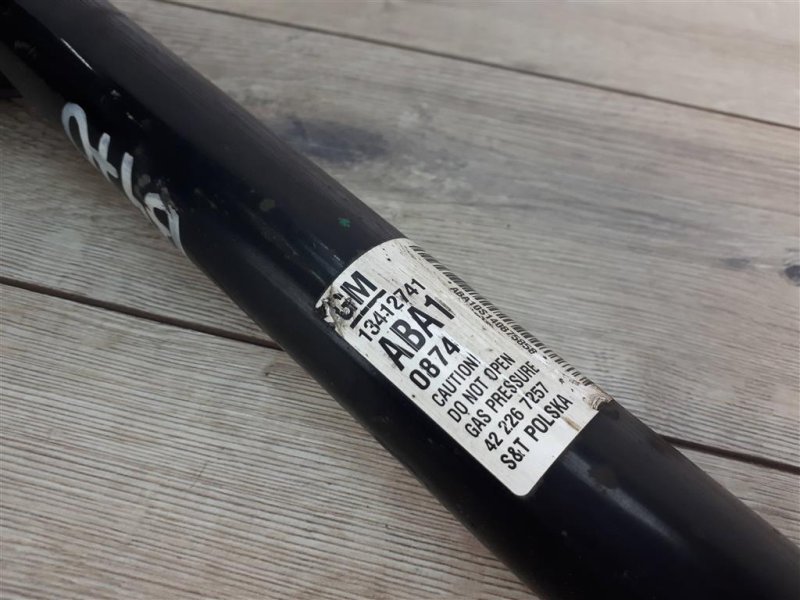 GM
13412741
ABA1
0874
CAUTION!
DO NOT OPEN
GAS PRESSURE
42 226 7257
S&T POLSKA